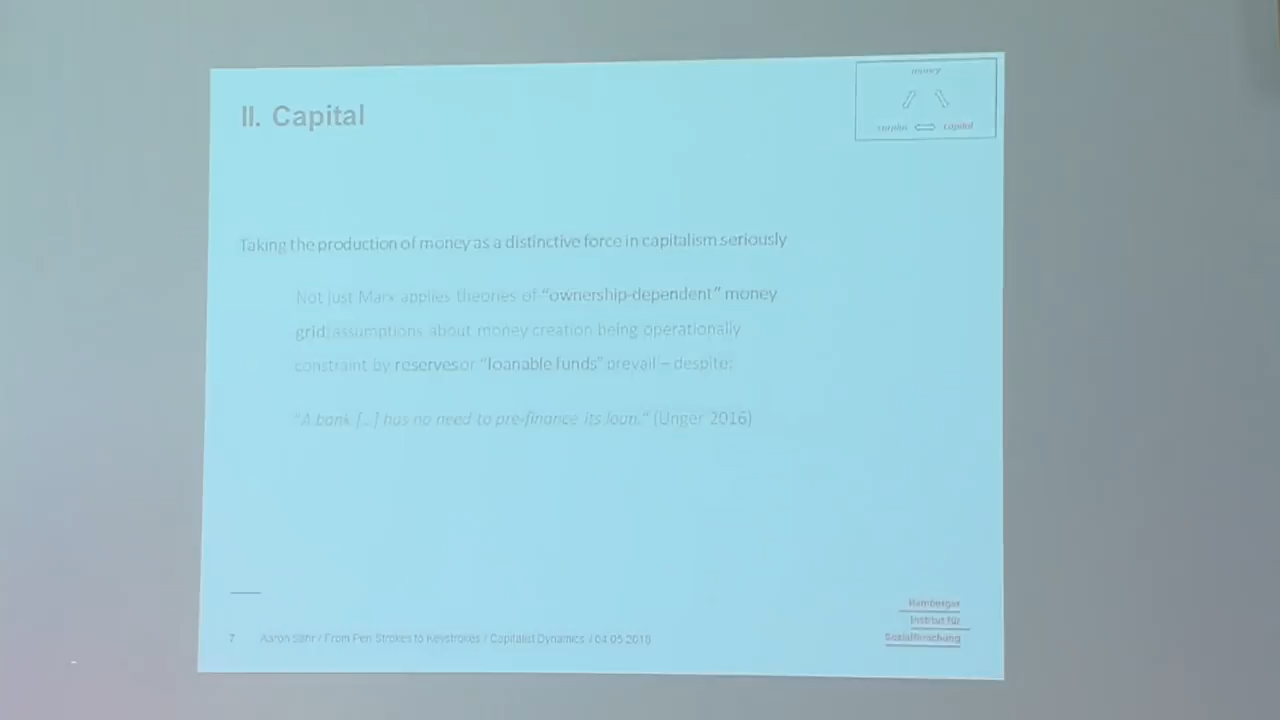 II. Capital
money
surplus capital
Taking the production of money as a distinctive force in capitalism seriously
Not just Marx applies theories of “ownership-dependent” money
grid: assumptions about money creation being operationally
constraint by reserves or “loanable funds” prevail – despite:
“A bank [...] has no need to pre-finance its loan.” (Unger 2016)
7 Aaron Sahr / From Pen Strokes to Keystrokes / Capitalist Dynamics / 04.05.2018
Hamburger
Institut für
Sozialforschung